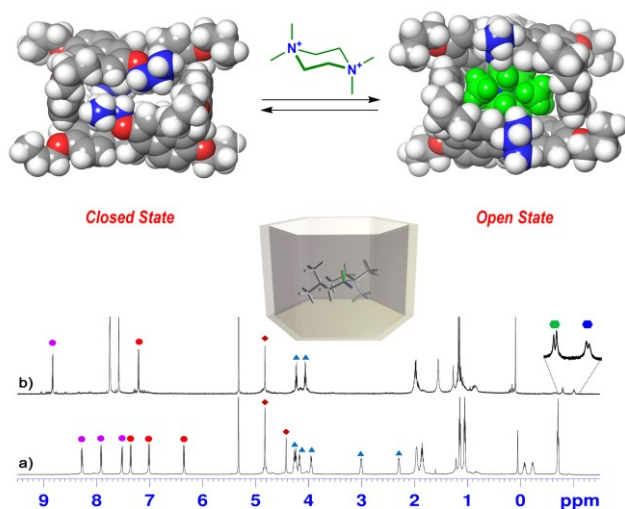 N+
N+
Closed State
Open State
b)
a)
9 8 7 6 5 4 3 2 1 0 ppm